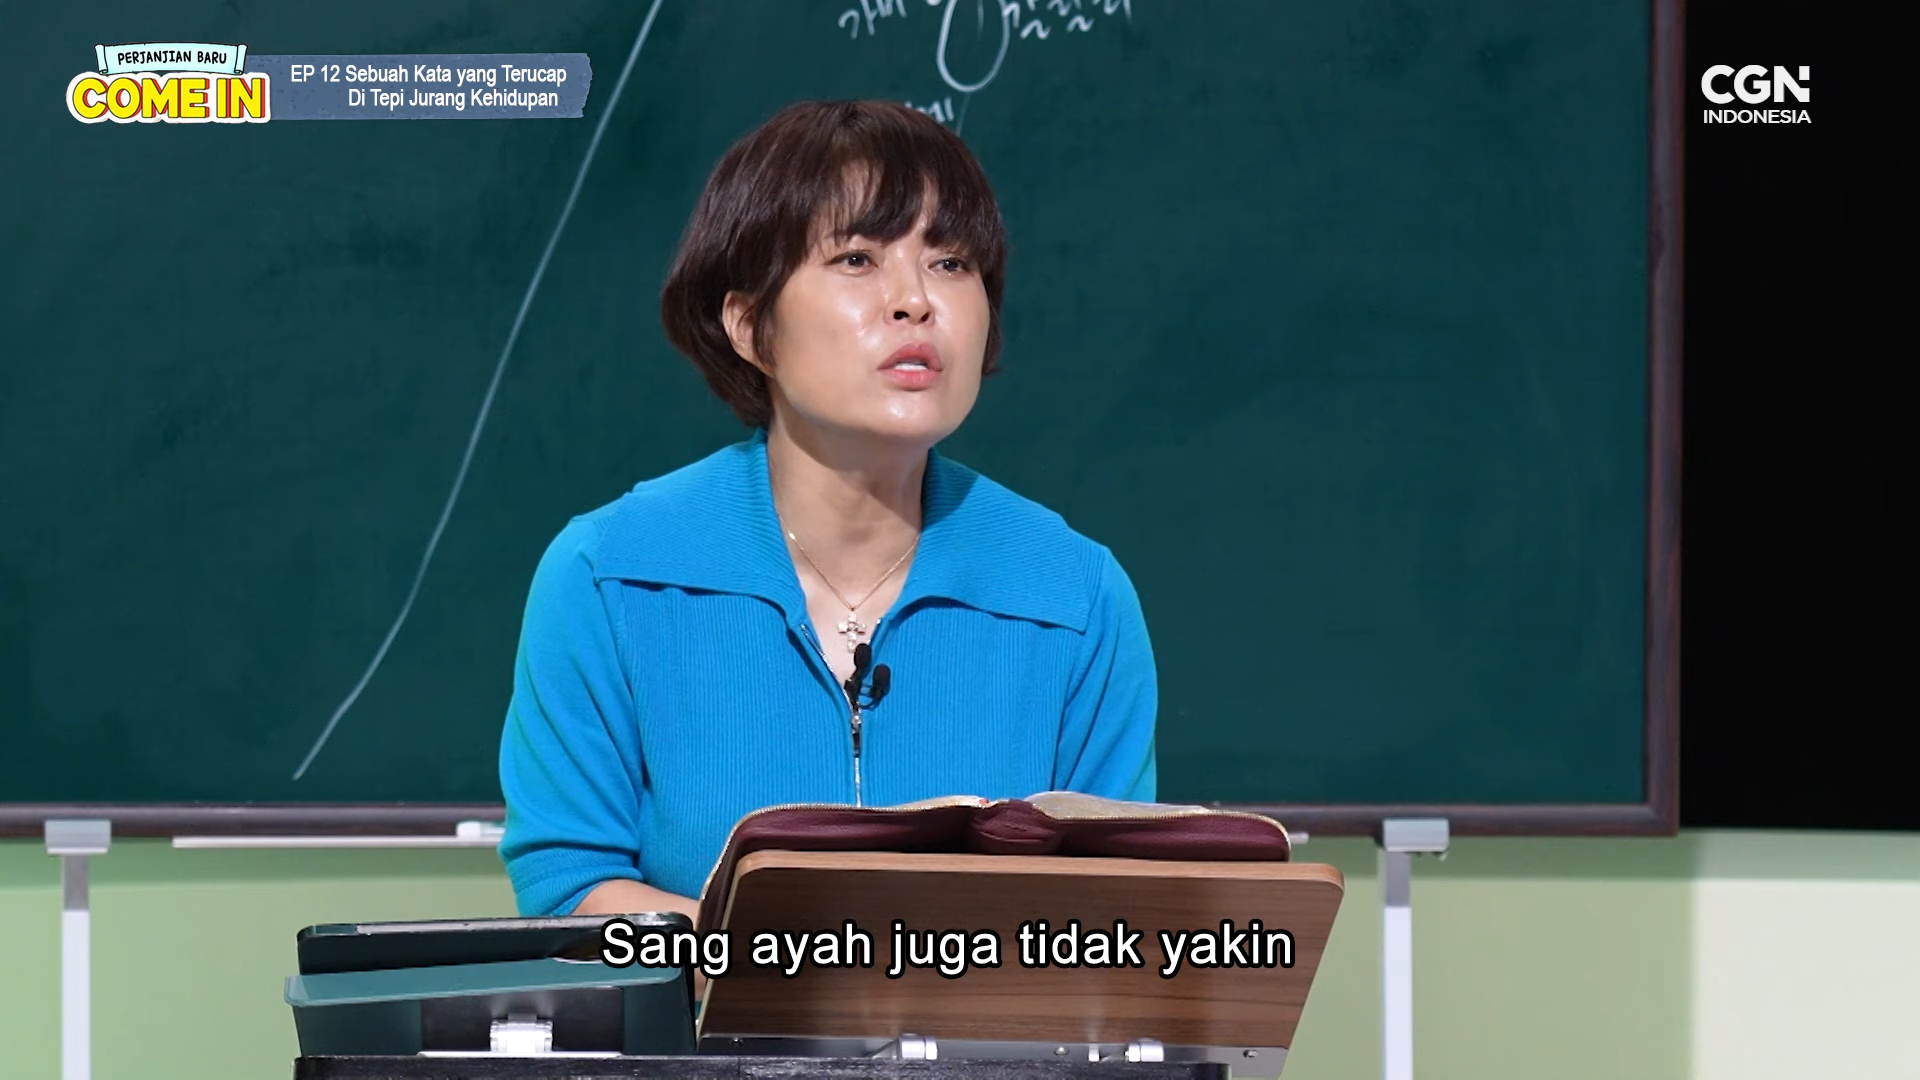 PERJANJIAN BARU
COME IN
EP 12 Sebuah Kata yang Terucap
Di Tepi Jurang Kehidupan
CGN
INDONESIA
Sang ayah juga tidak yakin